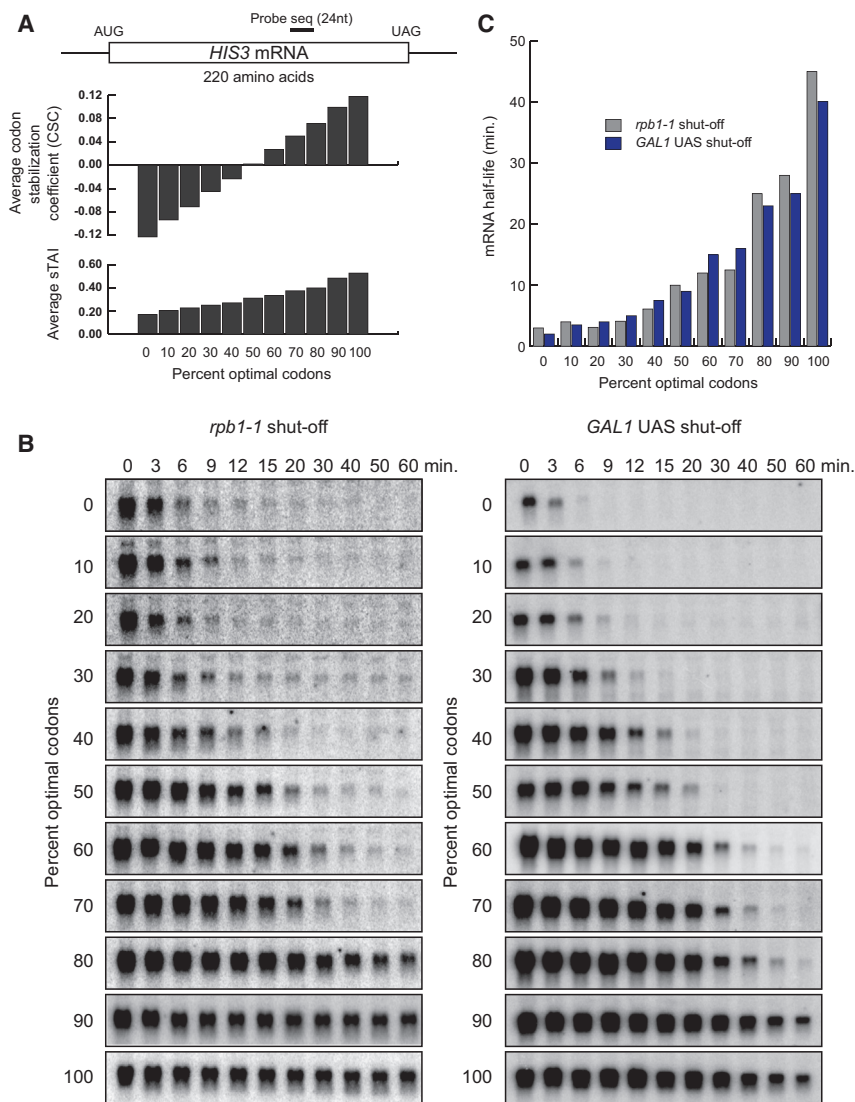 A
Probe seq (24nt)
AUG
UAG
HIS3 mRNA
220 amino acids
Average codon
stabilization
coefficient (CSC)
0.12
0.08
0.04
0.00
-0.04
-0.08
-0.12
Average sTAI
0.60
0.40
0.20
0.00
0 10 20 30 40 50 60 70 80 90 100
Percent optimal codons
C
mRNA half-life (min.)
50
40
30
20
10
0
rpb1-1 shut-off
GAL1 UAS shut-off
0 10 20 30 40 50 60 70 80 90 100
Percent optimal codons
B
rpb1-1 shut-off
0 3 6 9 12 15 20 30 40 50 60 min.
Percent optimal codons
0
10
20
30
40
50
60
70
80
90
100
GAL1 UAS shut-off
0 3 6 9 12 15 20 30 40 50 60 min.
Percent optimal codons
0
10
20
30
40
50
60
70
80
90
100